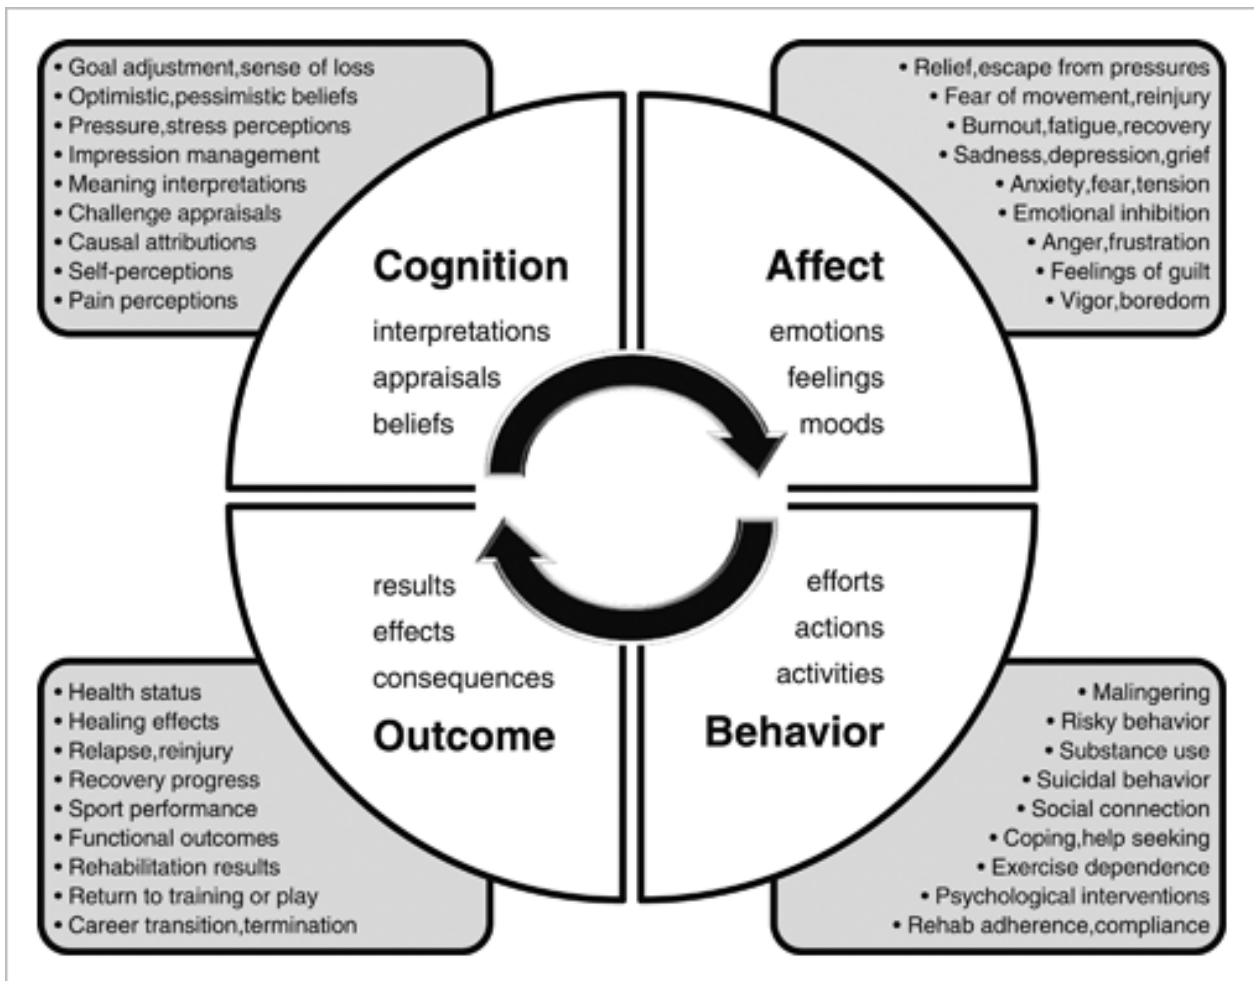 • Goal adjustment,sense of loss
• Optimistic,pessimistic beliefs
• Pressure,stress perceptions
• Impression management
• Meaning interpretations
• Challenge appraisals
• Causal attributions
• Self-perceptions
• Pain perceptions
• Relief,escape from pressures
• Fear of movement,reinjury
• Burnout,fatigue,recovery
• Sadness,depression,grief
• Anxiety,fear,tension
• Emotional inhibition
• Anger,frustration
• Feelings of guilt
• Vigor,boredom
Cognition
interpretations
appraisals
beliefs
Affect
emotions
feelings
moods
results
effects
consequences
Outcome
efforts
actions
activities
Behavior
• Health status
• Healing effects
• Relapse,reinjury
• Recovery progress
• Sport performance
• Functional outcomes
• Rehabilitation results
• Return to training or play
• Career transition,termination
• Malingering
• Risky behavior
• Substance use
• Suicidal behavior
• Social connection
• Coping,help seeking
• Exercise dependence
• Psychological interventions
• Rehab adherence,compliance